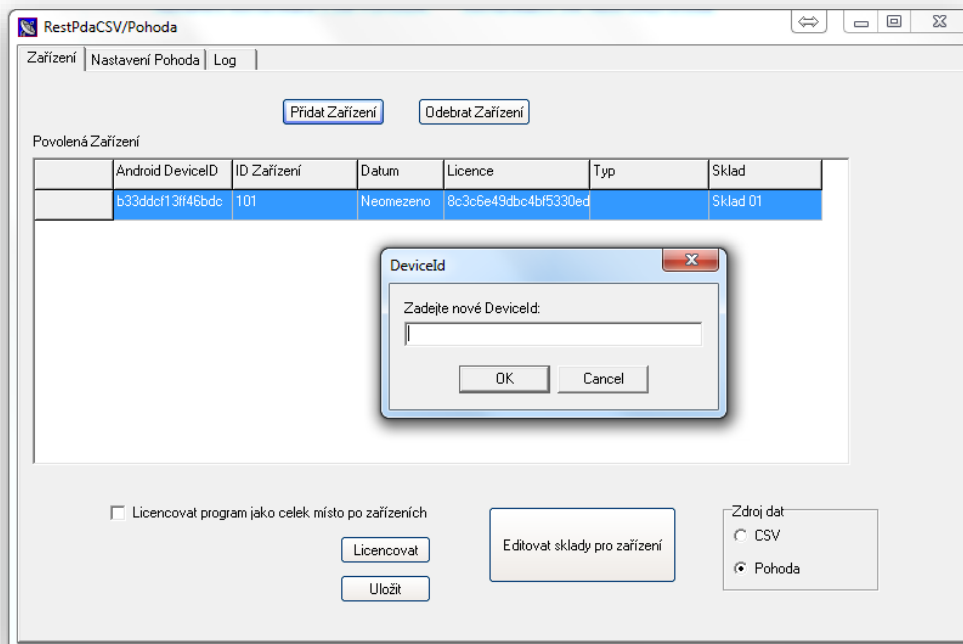 RestPdaCSV/Pohoda
Zařízení Nastavení Pohoda Log
Přidat Zařízení Odebrat Zařízení
Povolená Zařízení
Android DeviceID ID Zařízení Datum Licence Typ Sklad
b33ddcf13ff46bdc 101 Neomezeno 8c3c6e49dbc4bf5330ed Sklad 01
DeviceId
Zadejte nové DeviceId:
OK Cancel
Licencovat program jako celek místo po zařízeních
Licencovat
Uložit
Editovat sklady pro zařízení
Zdroj dat
CSV
Pohoda